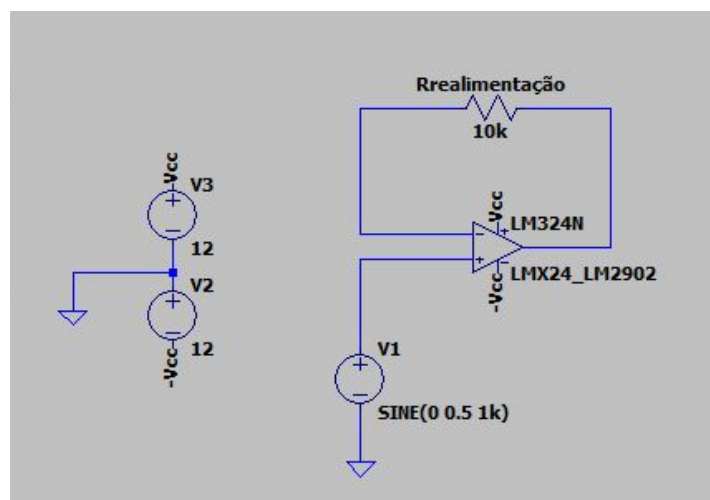 Rrealimentação
10k
Vcc
V3
12
V2
12
-Vcc
Vcc
LM324N
LMX24_LM2902
-Vcc
V1
SINE(0 0.5 1k)